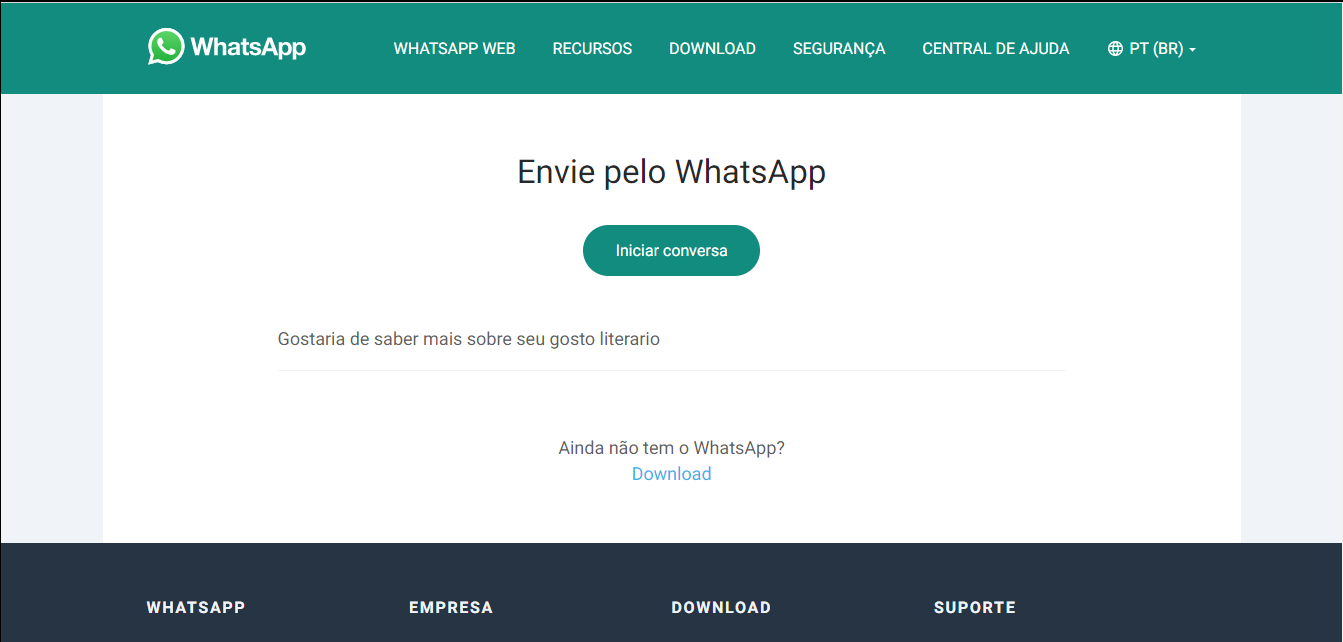 WhatsApp
WHATSAPP WEB RECURSOS DOWNLOAD SEGURANÇA CENTRAL DE AJUDA PT (BR)
Envie pelo WhatsApp
Iniciar conversa
Gostaria de saber mais sobre seu gosto literario
Ainda não tem o WhatsApp?
Download
WHATSAPP EMPRESA DOWNLOAD SUPORTE